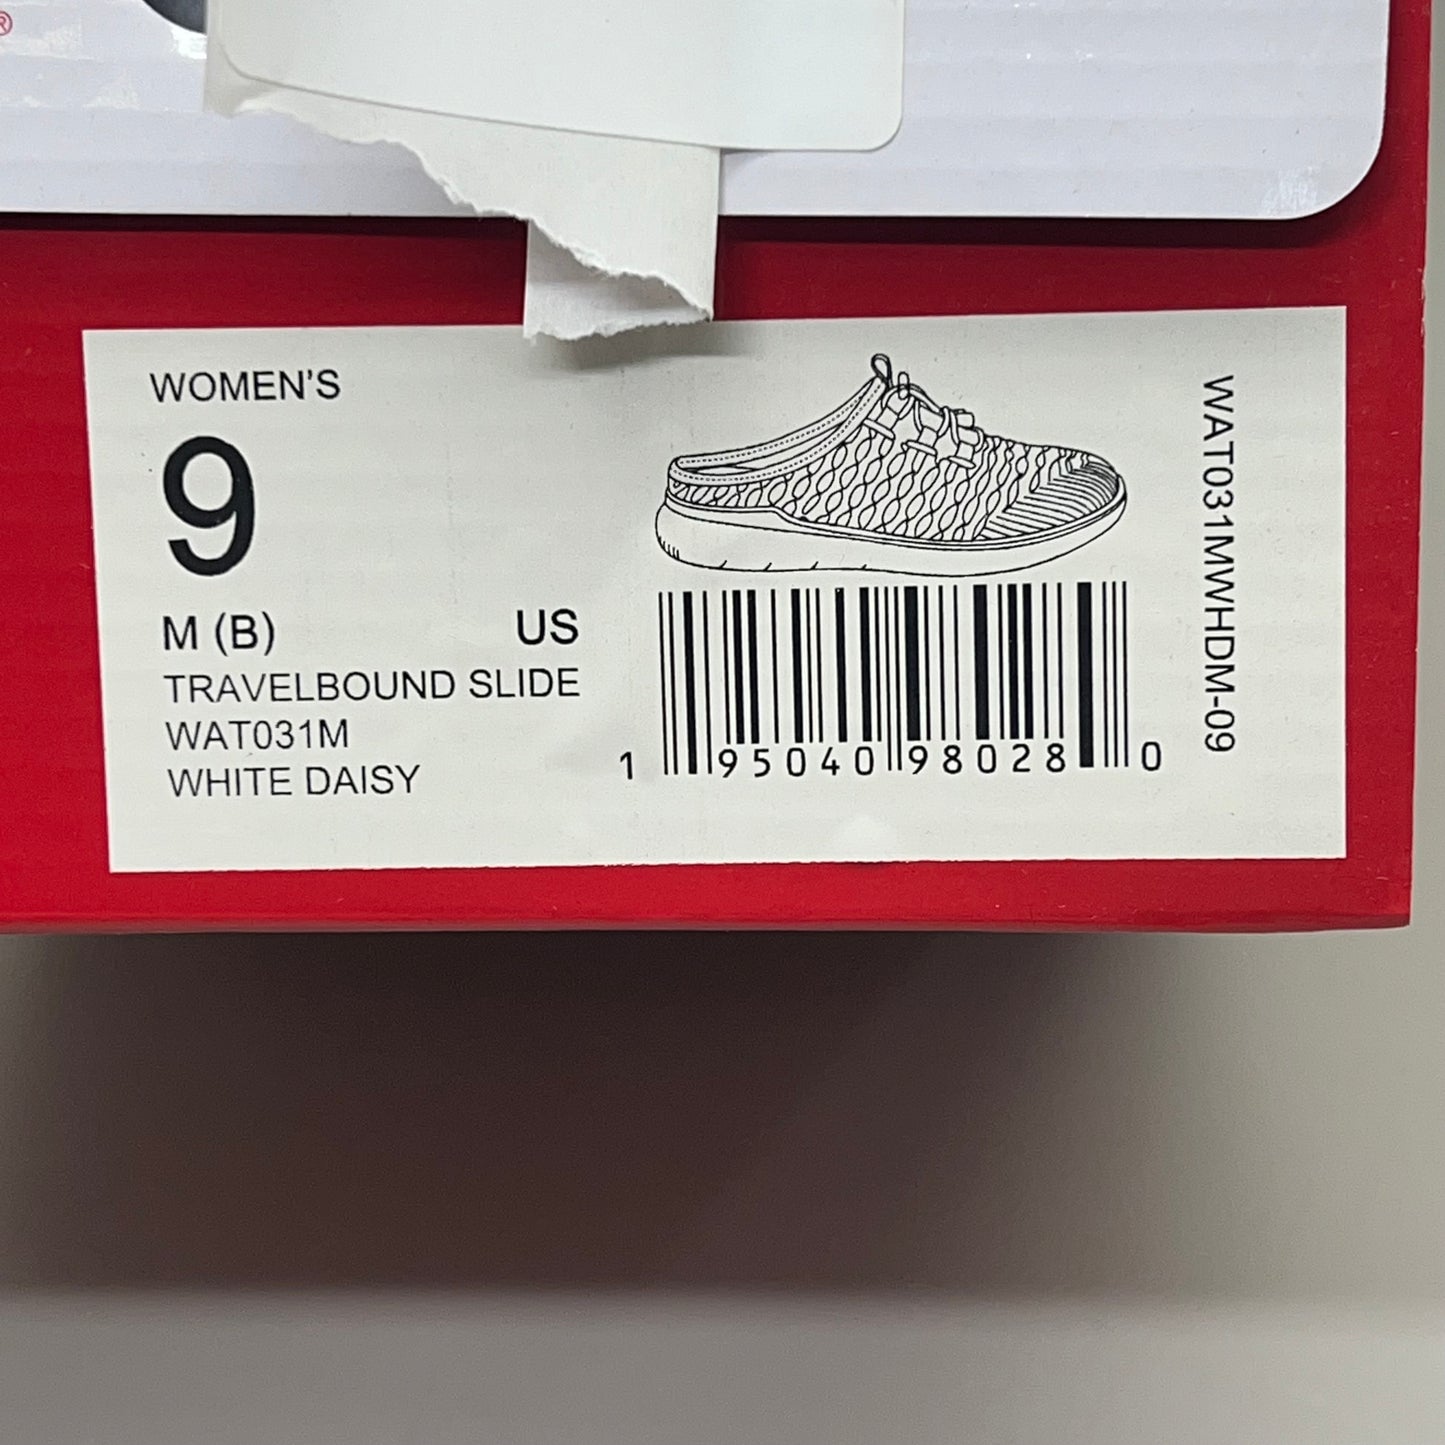 ®
WOMEN'S
9
M (B) US
TRAVELBOUND SLIDE
WAT031M
WHITE DAISY
1 95040 98028 0
WAT031MWHDM-09